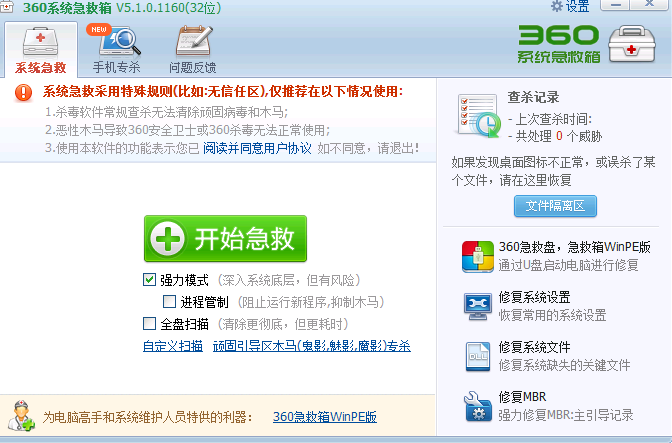 360系统急救箱 V5.1.0.1160(32位)
设置
系统急救
NEW
手机专杀
问题反馈
360
系统急救箱
系统急救采用特殊规则(比如:无信任区),仅推荐在以下情况使用:
1.杀毒软件常规查杀无法清除顽固病毒和木马;
2.恶性木马导致360安全卫士或360杀毒无法正常使用;
3.使用本软件的功能表示您已 阅读并同意用户协议 如不同意，请退出!
开始急救
强力模式 (深入系统底层，但有风险)
进程管制 (阻止运行新程序,抑制木马)
全盘扫描 (清除更彻底，但更耗时)
自定义扫描 顽固引导区木马(鬼影,魅影,魔影)专杀
为电脑高手和系统维护人员特供的利器: 360急救箱WinPE版
查杀记录
- 上次查杀时间:
- 共处理 0 个威胁
如果发现桌面图标不正常，或误杀了某
个文件，请在这里恢复
文件隔离区
360急救盘，急救箱WinPE版
通过U盘启动电脑进行修复
修复系统设置
恢复常用的系统设置
DLL
修复系统文件
修复系统缺失的关键文件
修复MBR
强力修复MBR:主引导记录